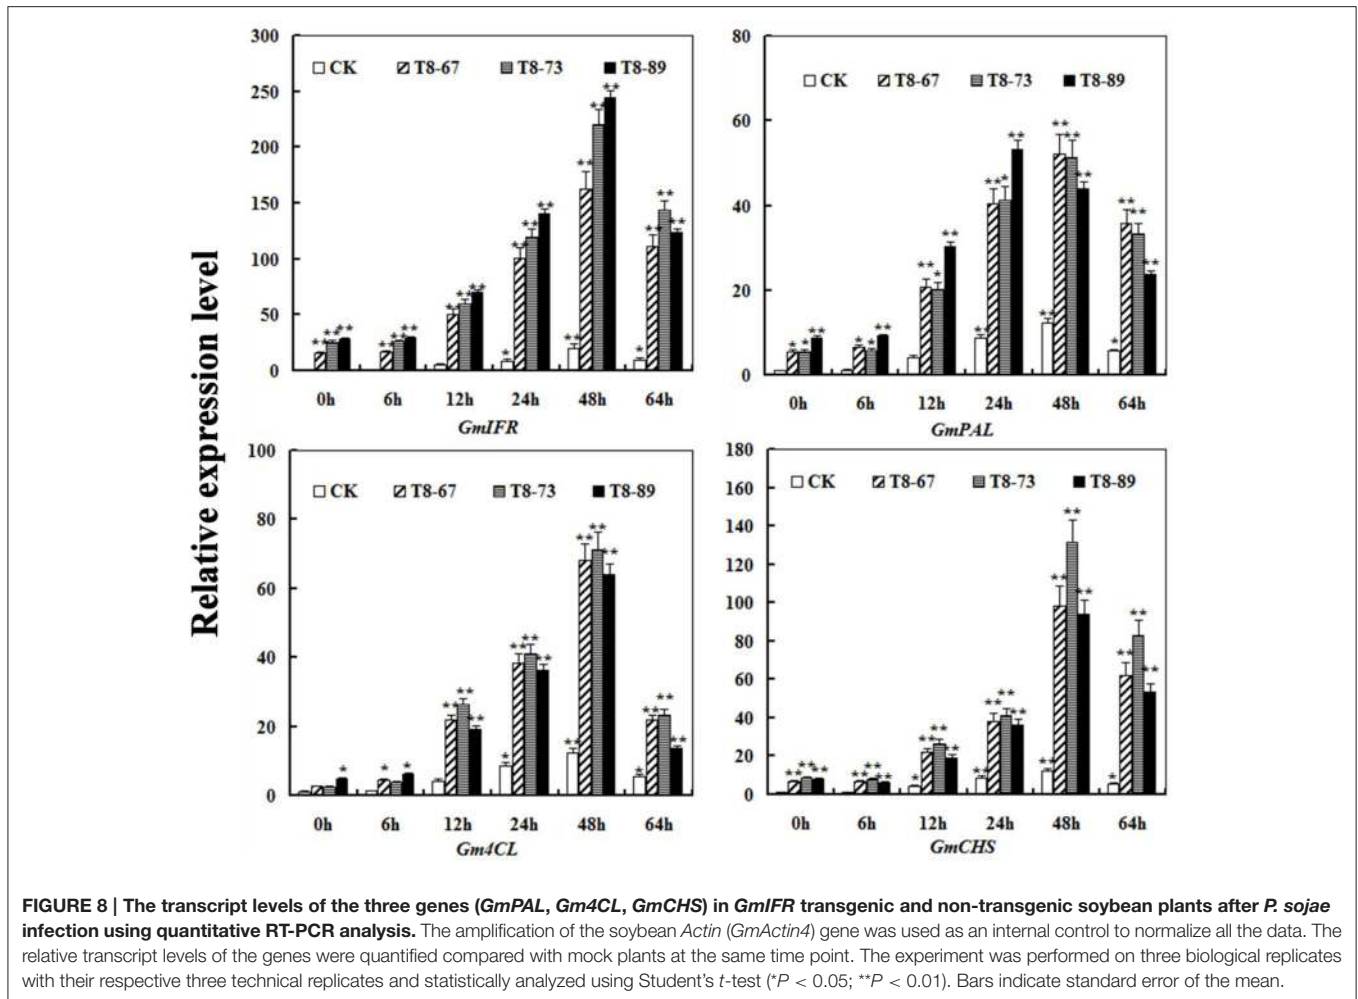 Relative expression level
300
250
200
150
100
50
0
CK T8-67 T8-73 T8-89
** ** **
** ** **
** ** **
* ** ** **
** ** ** **
* ** ** **
0h 6h 12h 24h 48h 64h
GmIFR
80
60
40
20
0
CK T8-67 T8-73 T8-89
* * **
* * **
** * **
** ** * **
** ** ** **
* ** ** **
0h 6h 12h 24h 48h 64h
GmPAL
100
80
60
40
20
0
CK T8-67 T8-73 T8-89
*
* *
** ** **
* ** ** **
** ** ** **
* ** ** **
0h 6h 12h 24h 48h 64h
Gm4CL
180
160
140
120
100
80
60
40
20
0
CK T8-67 T8-73 T8-89
** ** **
** ** **
* ** ** **
** ** ** **
** ** ** **
* ** ** **
0h 6h 12h 24h 48h 64h
GmCHS
FIGURE 8 | The transcript levels of the three genes (GmPAL, Gm4CL, GmCHS) in GmIFR transgenic and non-transgenic soybean plants after P. sojae
infection using quantitative RT-PCR analysis. The amplification of the soybean Actin (GmActin4) gene was used as an internal control to normalize all the data. The
relative transcript levels of the genes were quantified compared with mock plants at the same time point. The experiment was performed on three biological replicates
with their respective three technical replicates and statistically analyzed using Student's t-test (*P < 0.05; **P < 0.01). Bars indicate standard error of the mean.